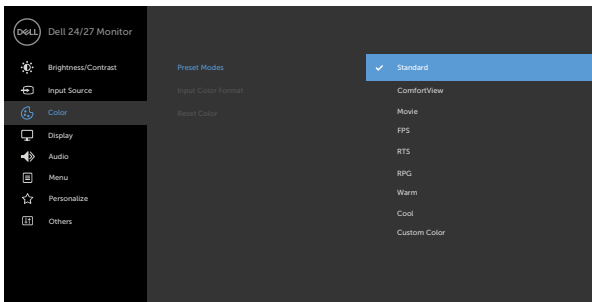 DELL
Dell 24/27 Monitor
Brightness/Contrast
Input Source
Color
Display
Audio
Menu
Personalize
Others
Preset Modes
Input Color Format
Reset Color
Standard
ComfortView
Movie
FPS
RTS
RPG
Warm
Cool
Custom Color